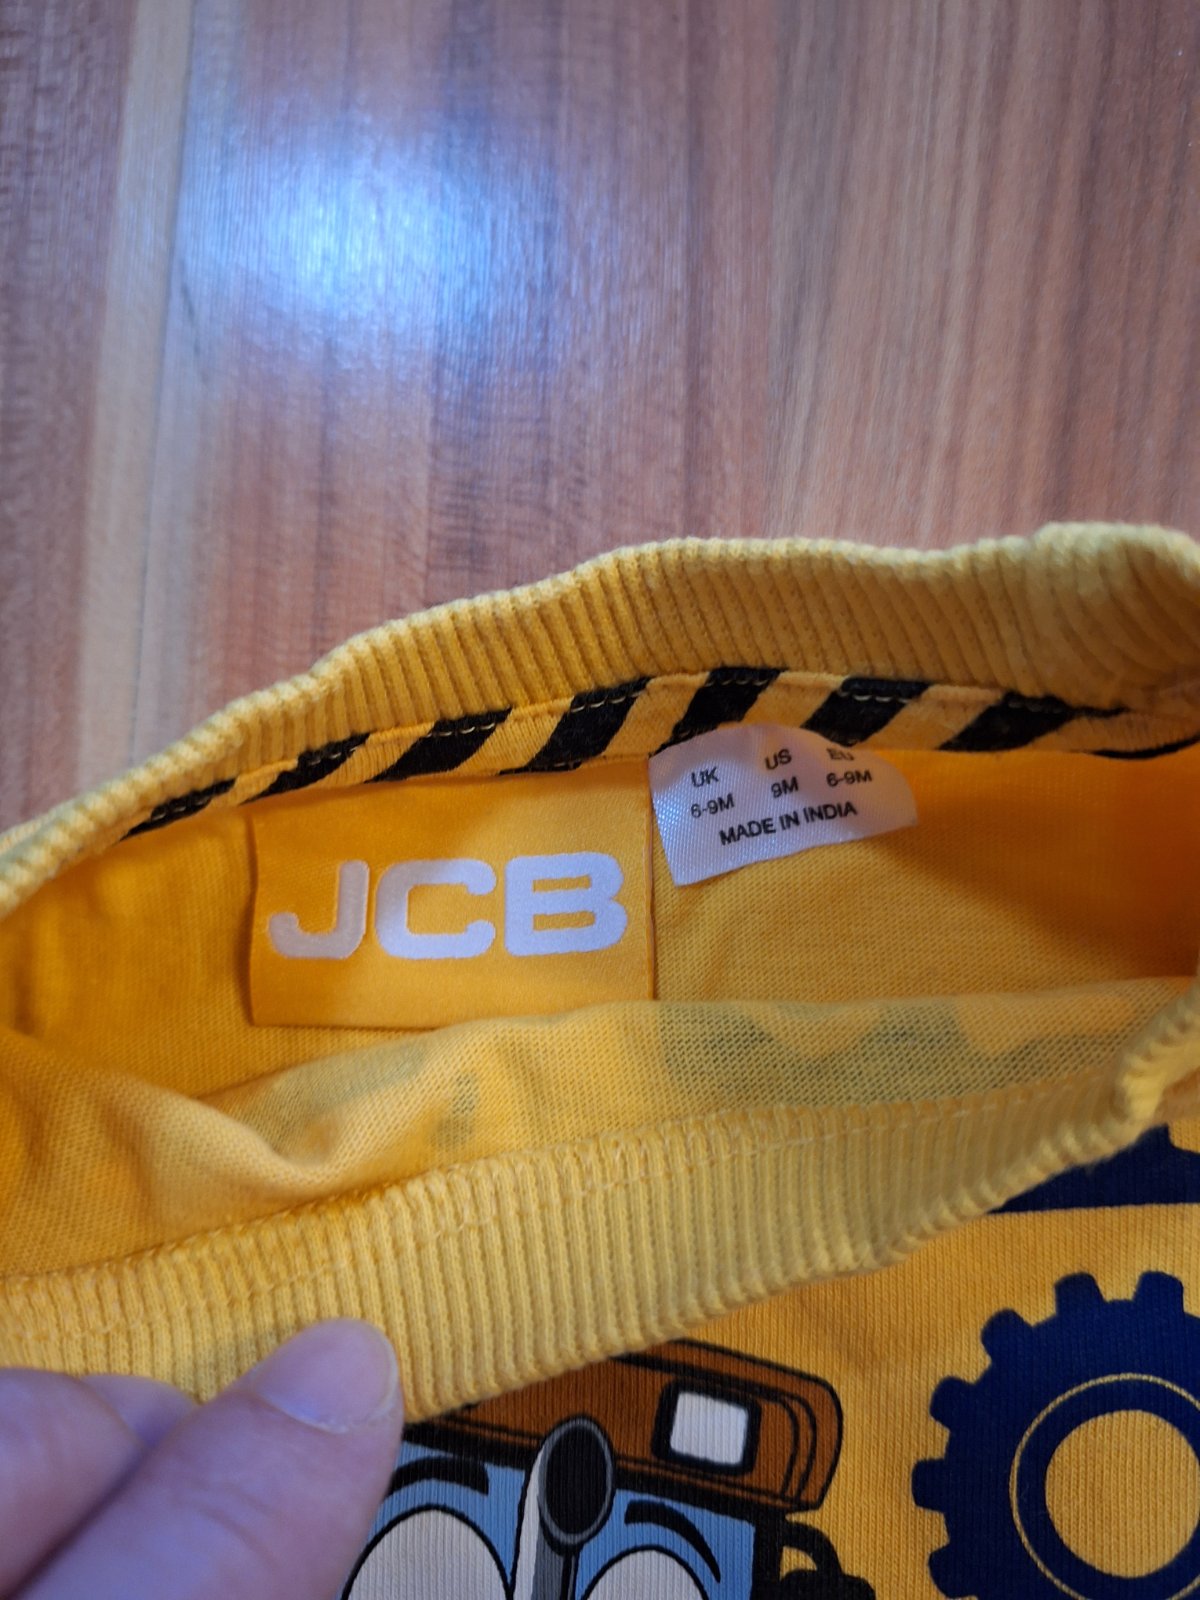 JCB
UK US EU
6-9M 9M 6-9M
MADE IN INDIA